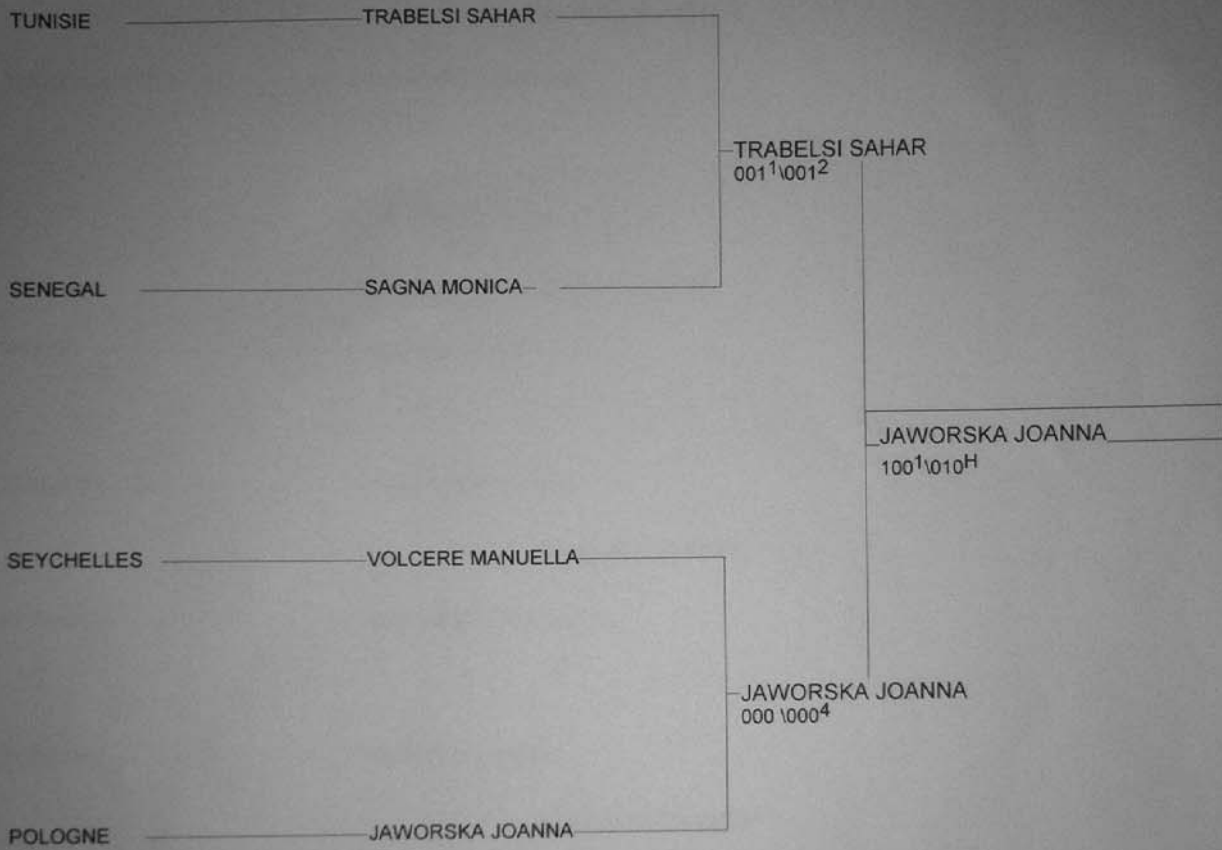 TUNISIE TRABELSI SAHAR
TRABELSI SAHAR
001¹\001²
SENEGAL SAGNA MONICA
JAWORSKA JOANNA
100¹\010ᴴ
SEYCHELLES VOLCERE MANUELLA
JAWORSKA JOANNA
000 \000⁴
POLOGNE JAWORSKA JOANNA